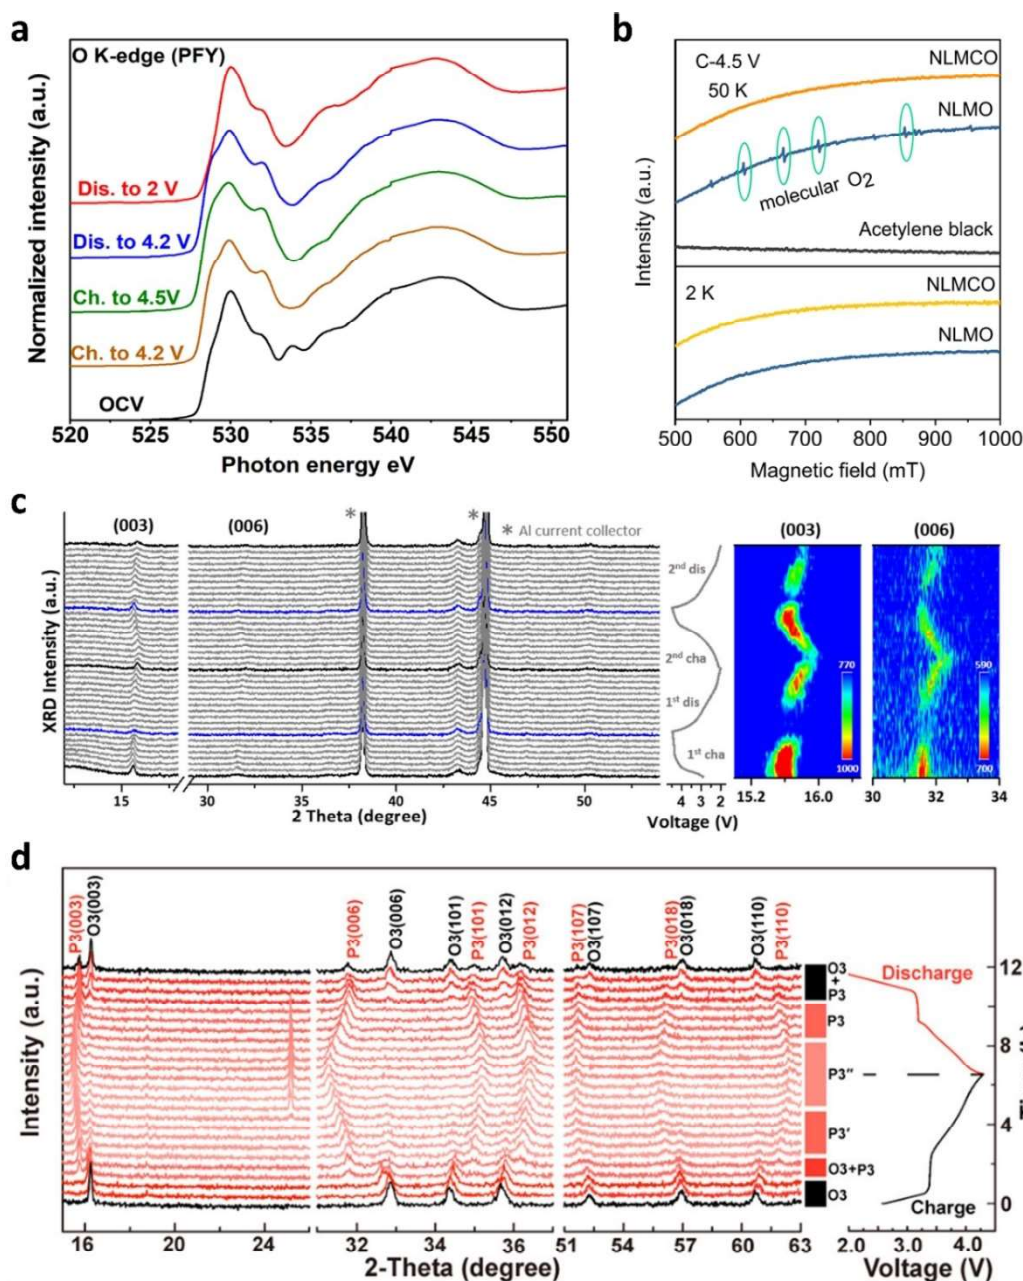 a
O K-edge (PFY)
Dis. to 2 V
Dis. to 4.2 V
Ch. to 4.5V
Ch. to 4.2 V
OCV
Normalized intensity (a.u.)
520 525 530 535 540 545 550
Photon energy eV
b
C-4.5 V
50 K
NLMCO
NLMO
molecular O2
Acetylene black
2 K
NLMCO
NLMO
Intensity (a.u.)
500 600 700 800 900 1000
Magnetic field (mT)
c
(003) (006)
* * * Al current collector
XRD Intensity (a.u.)
15 30 35 40 45 50
2 Theta (degree)
2nd dis
2nd cha
1st dis
1st cha
4 3 2
Voltage (V)
(003) (006)
770
1000
590
700
15.2 16.0
30 32 34
d
P3(003)
O3(003)
P3(006)
O3(006)
O3(101)
P3(101)
O3(012)
P3(012)
P3(107)
O3(107)
P3(018)
O3(018)
O3(110)
P3(110)
Intensity (a.u.)
O3
+
P3
P3
P3″
P3′
O3+P3
O3
Discharge
Charge
12
8
4
0
16 20 24 32 34 36 51 54 57 60 63
2-Theta (degree)
2.0 3.0 4.0
Voltage (V)